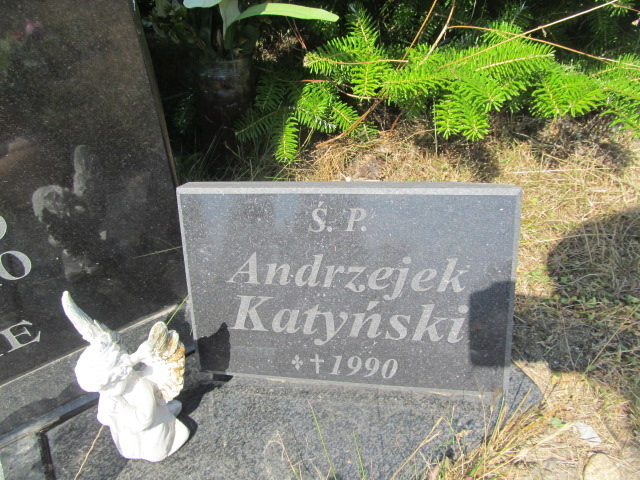 Ś. P.
Andrzejek
Katyński
✣ ✝ 1990